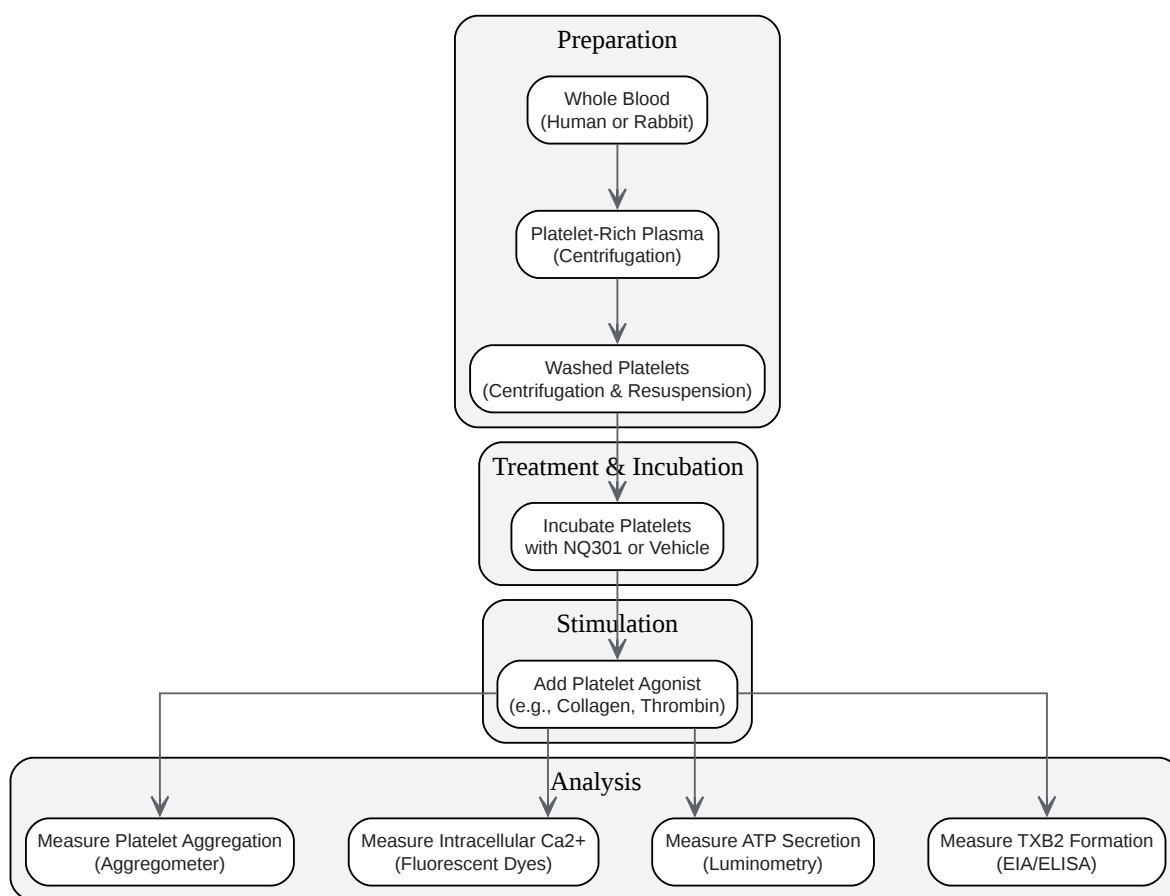 Preparation
Whole Blood
(Human or Rabbit)
Platelet-Rich Plasma
(Centrifugation)
Washed Platelets
(Centrifugation & Resuspension)
Treatment & Incubation
Incubate Platelets
with NQ301 or Vehicle
Stimulation
Add Platelet Agonist
(e.g., Collagen, Thrombin)
Analysis
Measure Platelet Aggregation
(Aggregometer)
Measure Intracellular Ca2+
(Fluorescent Dyes)
Measure ATP Secretion
(Luminometry)
Measure TXB2 Formation
(EIA/ELISA)